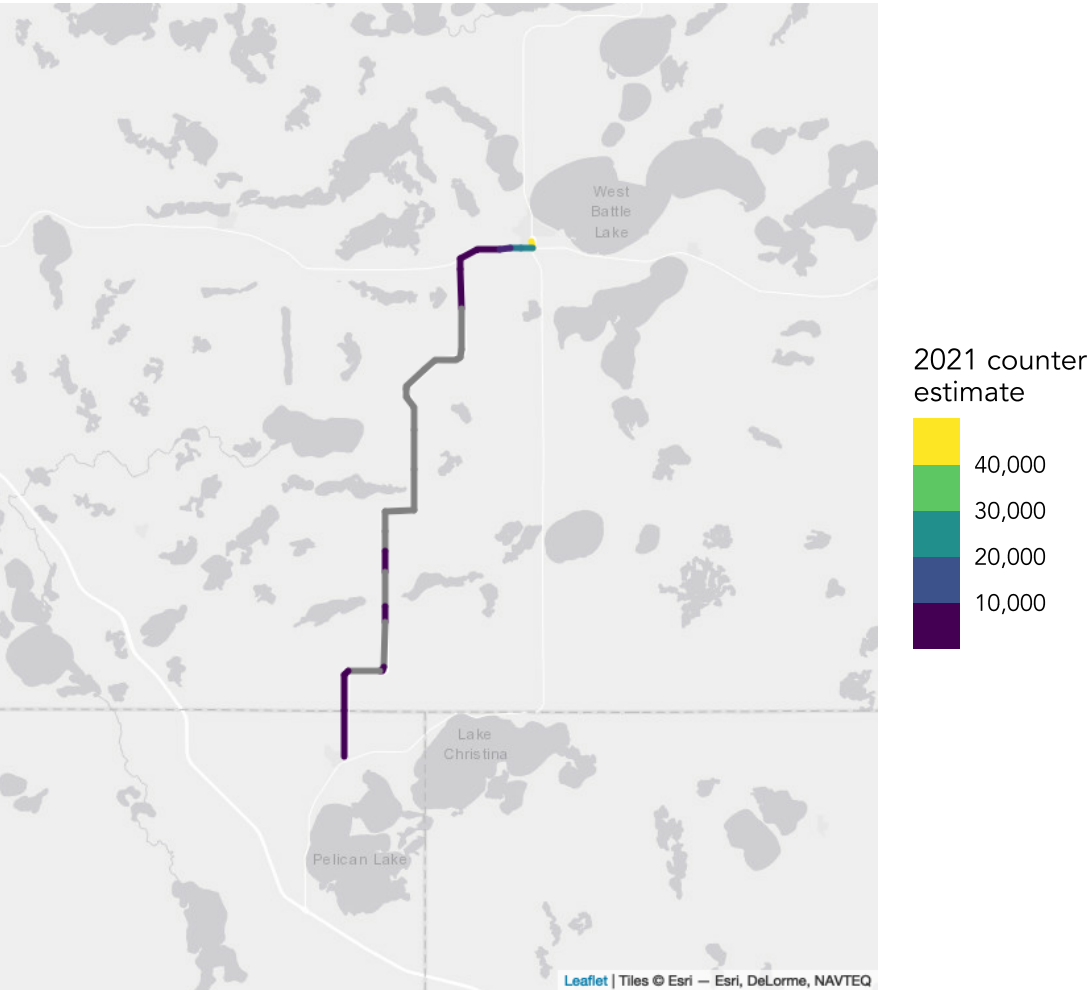 West
Battle
Lake
2021 counter
estimate
40,000
30,000
20,000
10,000
Lake
Christina
Pelican Lake
Leaflet | Tiles © Esri — Esri, DeLorme, NAVTEQ